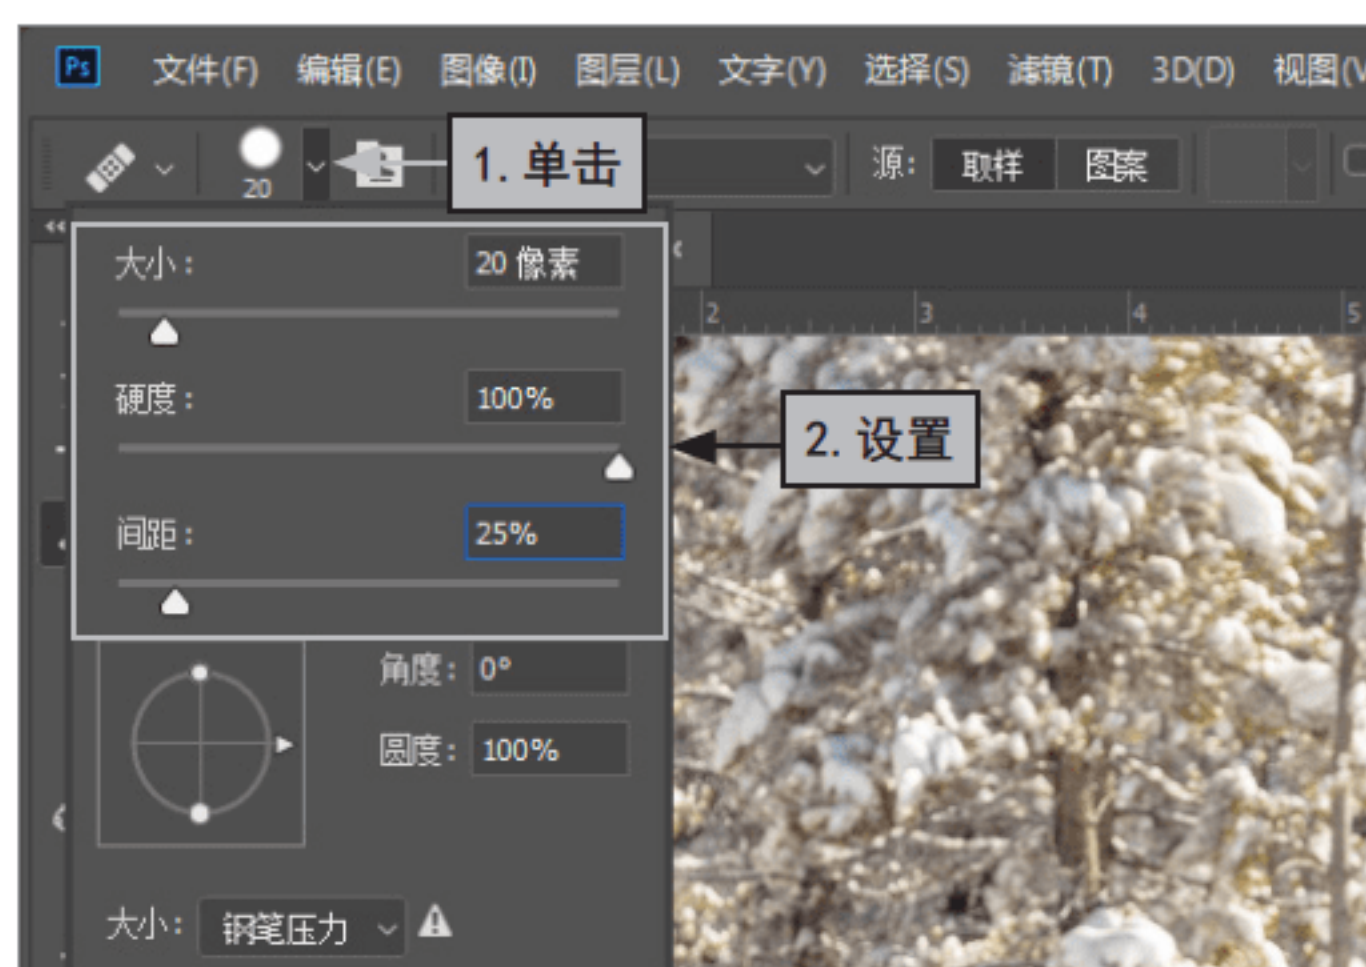 Ps 文件(F) 编辑(E) 图像(I) 图层(L) 文字(Y) 选择(S) 滤镜(T) 3D(D) 视图(V
20 1. 单击 源: 取样 图案
大小: 20 像素
2 3 4 5
硬度: 100%
2. 设置
间距: 25%
角度: 0°
圆度: 100%
大小: 钢笔压力